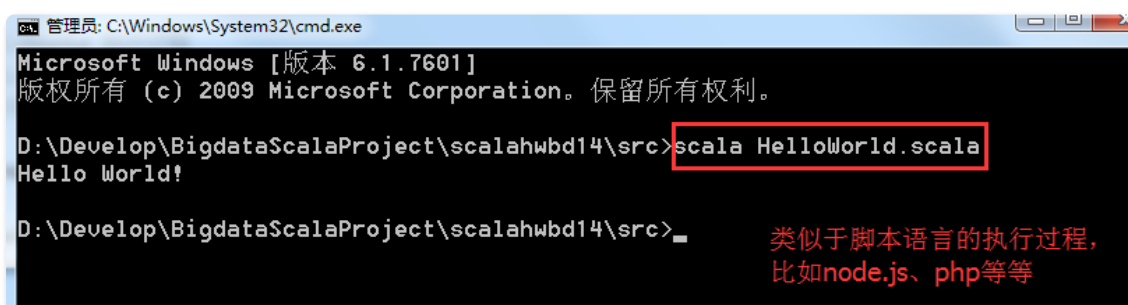 管理员: C:\Windows\System32\cmd.exe
Microsoft Windows [版本 6.1.7601]
版权所有 (c) 2009 Microsoft Corporation。保留所有权利。
D:\Develop\BigdataScalaProject\scalahwbd14\src>scala HelloWorld.scala
Hello World!
D:\Develop\BigdataScalaProject\scalahwbd14\src>_
类似于脚本语言的执行过程，
比如node.js、php等等